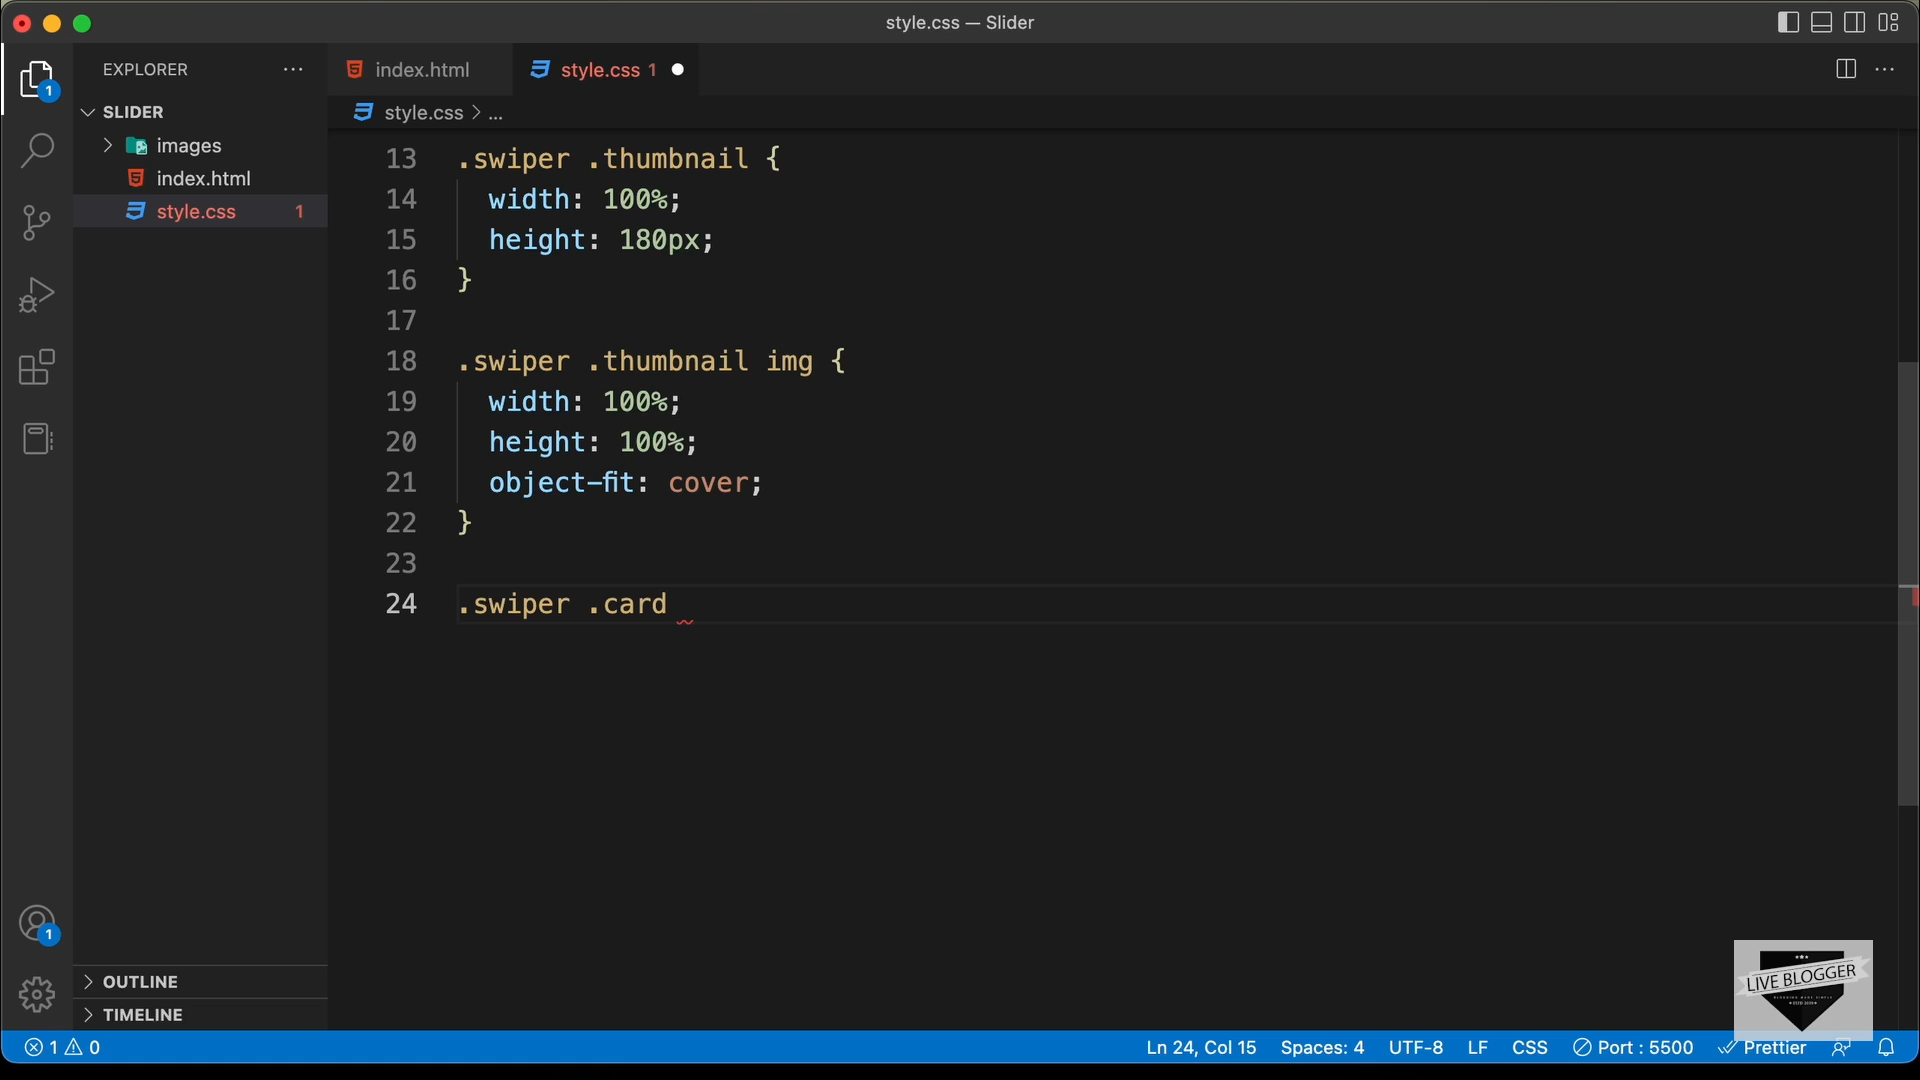 style.css — Slider
EXPLORER
index.html
style.css 1
1
SLIDER
style.css > ...
images
index.html
style.css 1
13 .swiper .thumbnail {
14 width: 100%;
15 height: 180px;
16 }
17
18 .swiper .thumbnail img {
19 width: 100%;
20 height: 100%;
21 object-fit: cover;
22 }
23
24 .swiper .card
1
OUTLINE
TIMELINE
LIVE BLOGGER
1 0
Ln 24, Col 15
Spaces: 4
UTF-8
LF
CSS
Port : 5500
Prettier